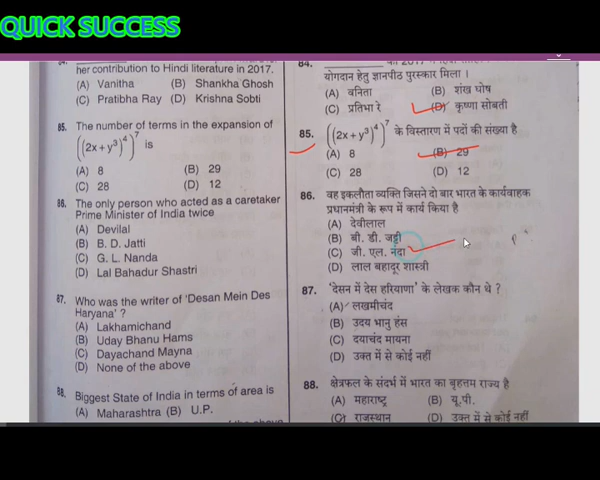 QUICK SUCCESS
her contribution to Hindi literature in 2017.
(A) Vanitha (B) Shankha Ghosh
(C) Pratibha Ray (D) Krishna Sobti
85. The number of terms in the expansion of
((2x+y³)⁴)⁷ is
(A) 8 (B) 29
(C) 28 (D) 12
86. The only person who acted as a caretaker
Prime Minister of India twice
(A) Devilal
(B) B. D. Jatti
(C) G. L. Nanda
(D) Lal Bahadur Shastri
87. Who was the writer of 'Desan Mein Des
Haryana' ?
(A) Lakhamichand
(B) Uday Bhanu Hams
(C) Dayachand Mayna
(D) None of the above
88. Biggest State of India in terms of area is
(A) Maharashtra (B) U.P.
84.
योगदान हेतु ज्ञानपीठ पुरस्कार मिला ।
(A) वनिता (B) शंख घोष
(C) प्रतिभा रे (D) कृष्णा सोबती
85. ((2x+y³)⁴)⁷ के विस्तारण में पदों की संख्या है
(A) 8 (B) 29
(C) 28 (D) 12
86. वह इकलौता व्यक्ति जिसने दो बार भारत के कार्यवाहक
प्रधानमंत्री के रूप में कार्य किया है
(A) देवीलाल
(B) बी. डी. जट्टी
(C) जी. एल. नंदा
(D) लाल बहादूर शास्त्री
87. 'देसन में देस हरियाणा' के लेखक कौन थे ?
(A) लखमीचंद
(B) उदय भानु हंस
(C) दयाचंद मायना
(D) उक्त में से कोई नहीं
88. क्षेत्रफल के संदर्भ में भारत का बृहत्तम राज्य है
(A) महाराष्ट्र (B) यू.पी.
(C) राजस्थान (D) उक्त में से कोई नहीं